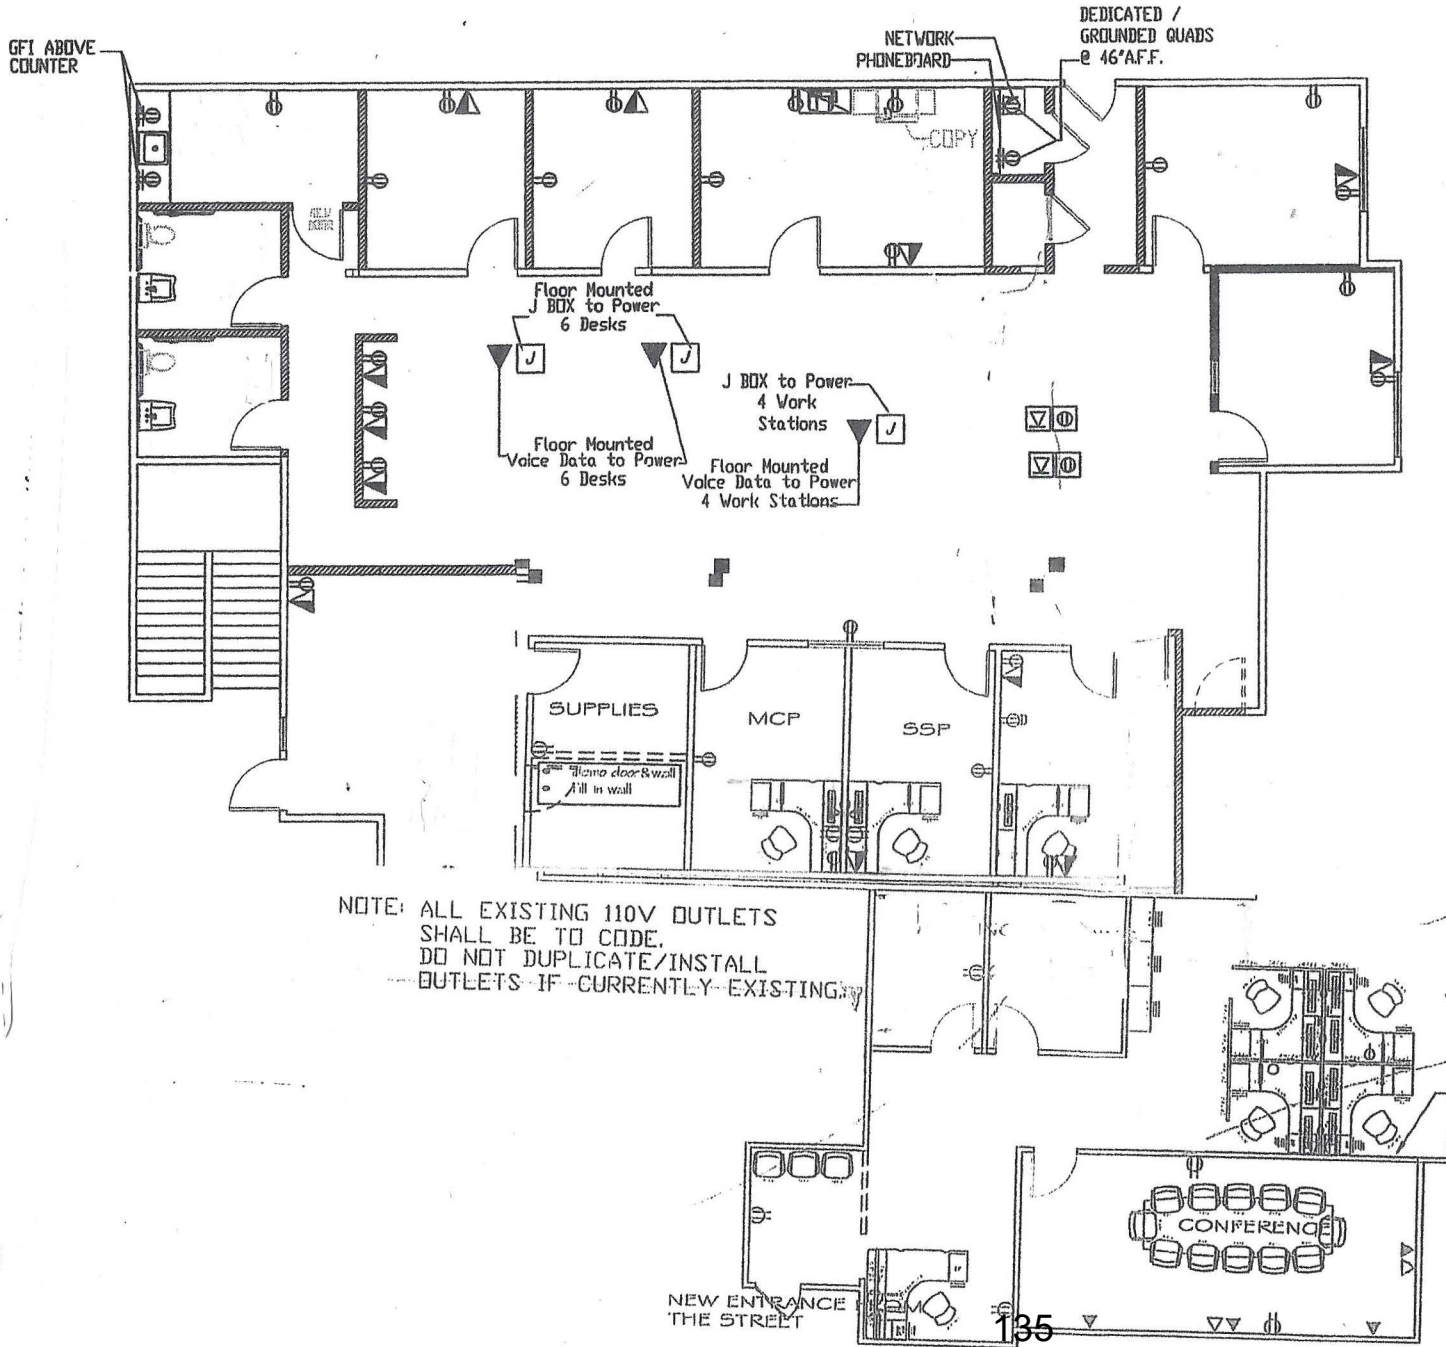 DEDICATED /
GROUNDED QUADS
@ 46"A.F.F.
NETWORK
PHONEBOARD
GFI ABOVE
COUNTER
COPY
NEW
DOOR
Floor Mounted
J BOX to Power
6 Desks
J
J
J BOX to Power
4 Work
Stations
J
Floor Mounted
Voice Data to Power
6 Desks
Floor Mounted
Voice Data to Power
4 Work Stations
SUPPLIES
MCP
SSP
Demo door & wall
Fill in wall
NOTE: ALL EXISTING 110V OUTLETS
SHALL BE TO CODE.
DO NOT DUPLICATE/INSTALL
OUTLETS IF CURRENTLY EXISTING.
CONFERENC
NEW ENTRANCE
THE STREET
135